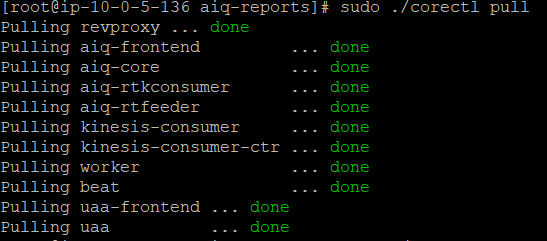 [root@ip-10-0-5-136 aiq-reports]# sudo ./corectl pull
Pulling revproxy ... done
Pulling aiq-frontend         ... done
Pulling aiq-core             ... done
Pulling aiq-rtkconsumer      ... done
Pulling aiq-rtfeeder         ... done
Pulling kinesis-consumer     ... done
Pulling kinesis-consumer-ctr ... done
Pulling worker               ... done
Pulling beat                 ... done
Pulling uaa-frontend ... done
Pulling uaa          ... done